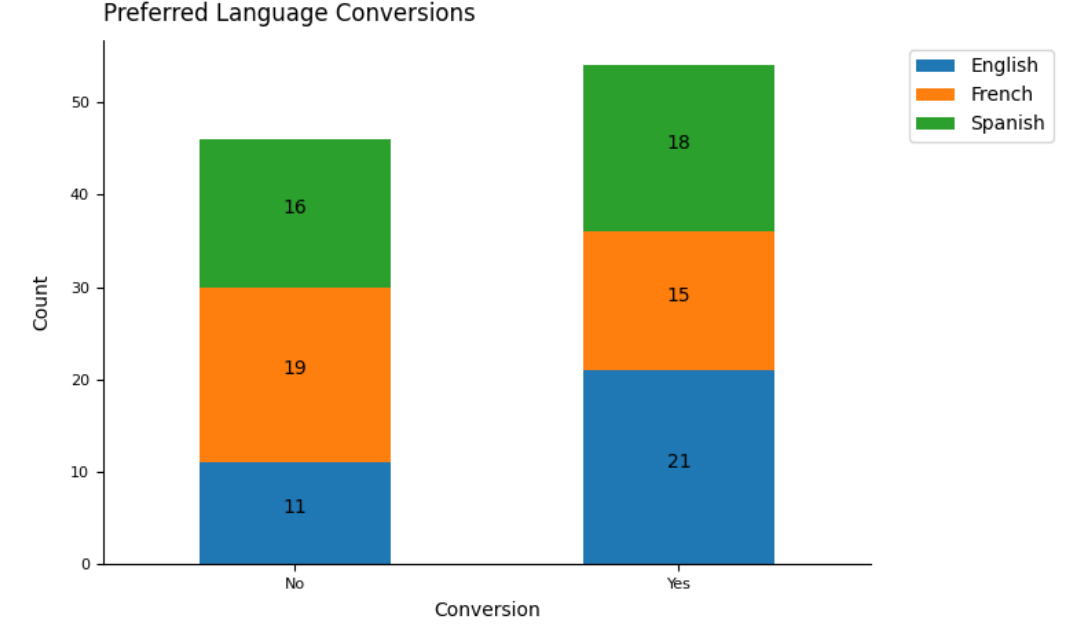 Preferred Language Conversions
English
French
Spanish
50
40
30
20
10
0
Count
16
19
11
18
15
21
No
Yes
Conversion